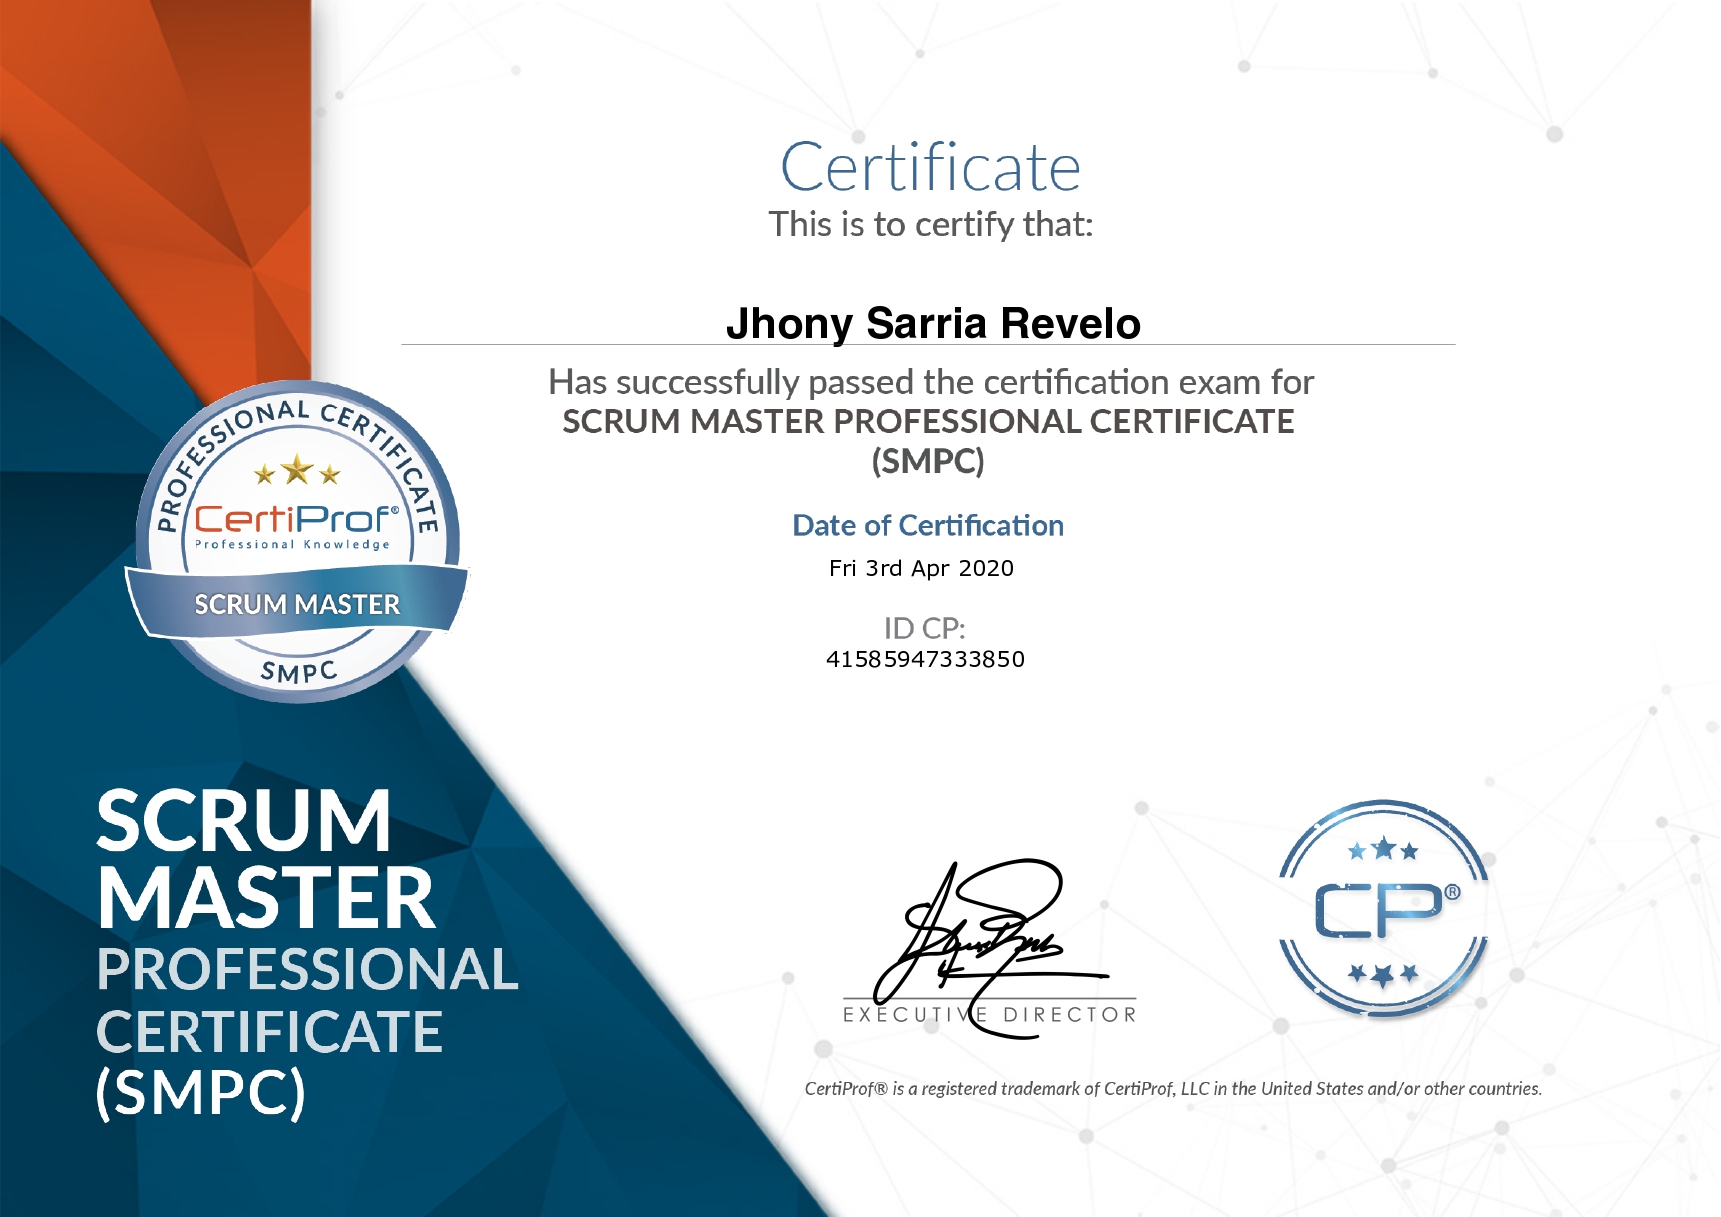 Certificate
This is to certify that:
Jhony Sarria Revelo
Has successfully passed the certification exam for
SCRUM MASTER PROFESSIONAL CERTIFICATE
(SMPC)
Date of Certification
Fri 3rd Apr 2020
ID CP:
41585947333850
PROFESSIONAL CERTIFICATE
CertiProf®
Professional Knowledge
SCRUM MASTER
SMPC
SCRUM
MASTER
PROFESSIONAL
CERTIFICATE
(SMPC)
EXECUTIVE DIRECTOR
CP®
CertiProf® is a registered trademark of CertiProf, LLC in the United States and/or other countries.